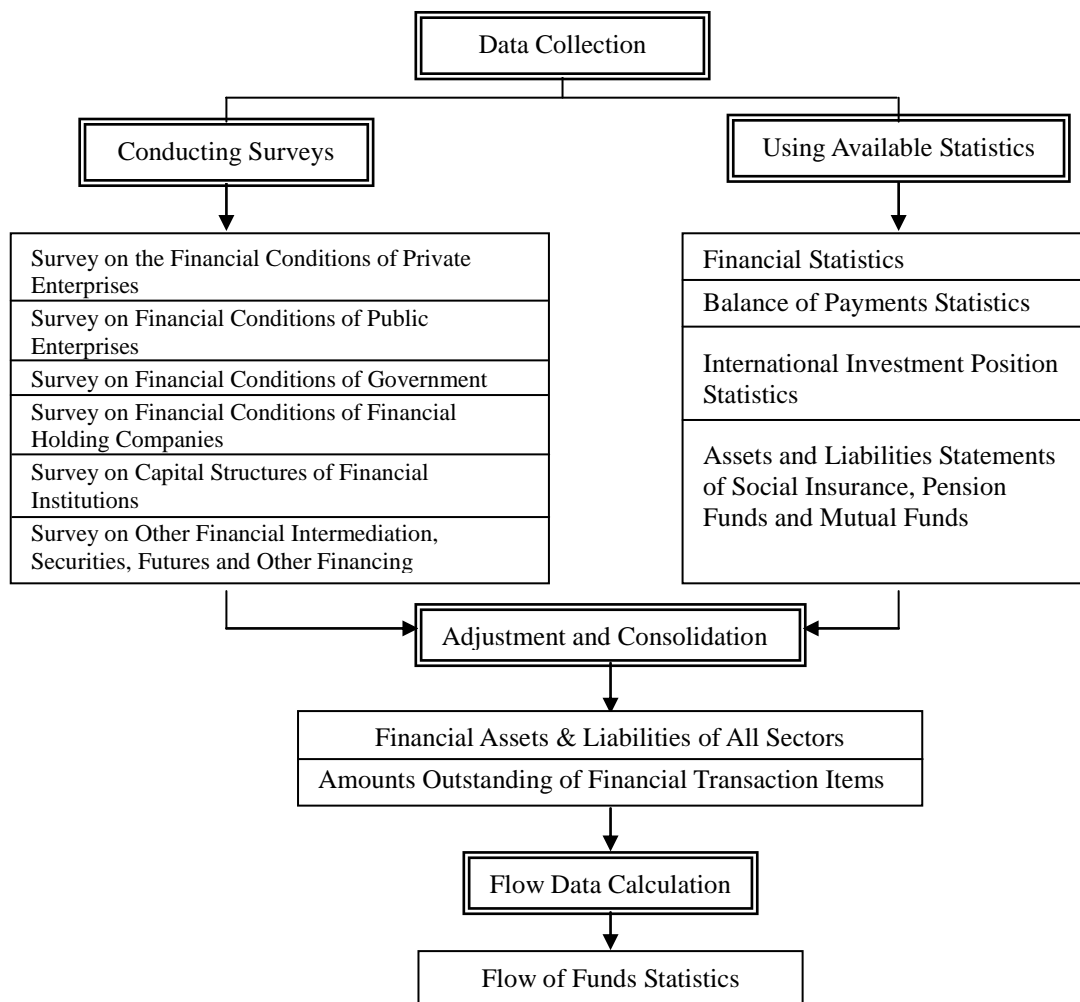 Data Collection
Conducting Surveys
Using Available Statistics
Survey on the Financial Conditions of Private
Enterprises
Survey on Financial Conditions of Public
Enterprises
Survey on Financial Conditions of Government
Survey on Financial Conditions of Financial
Holding Companies
Survey on Capital Structures of Financial
Institutions
Survey on Other Financial Intermediation,
Securities, Futures and Other Financing
Financial Statistics
Balance of Payments Statistics
International Investment Position
Statistics
Assets and Liabilities Statements
of Social Insurance, Pension
Funds and Mutual Funds
Adjustment and Consolidation
Financial Assets & Liabilities of All Sectors
Amounts Outstanding of Financial Transaction Items
Flow Data Calculation
Flow of Funds Statistics